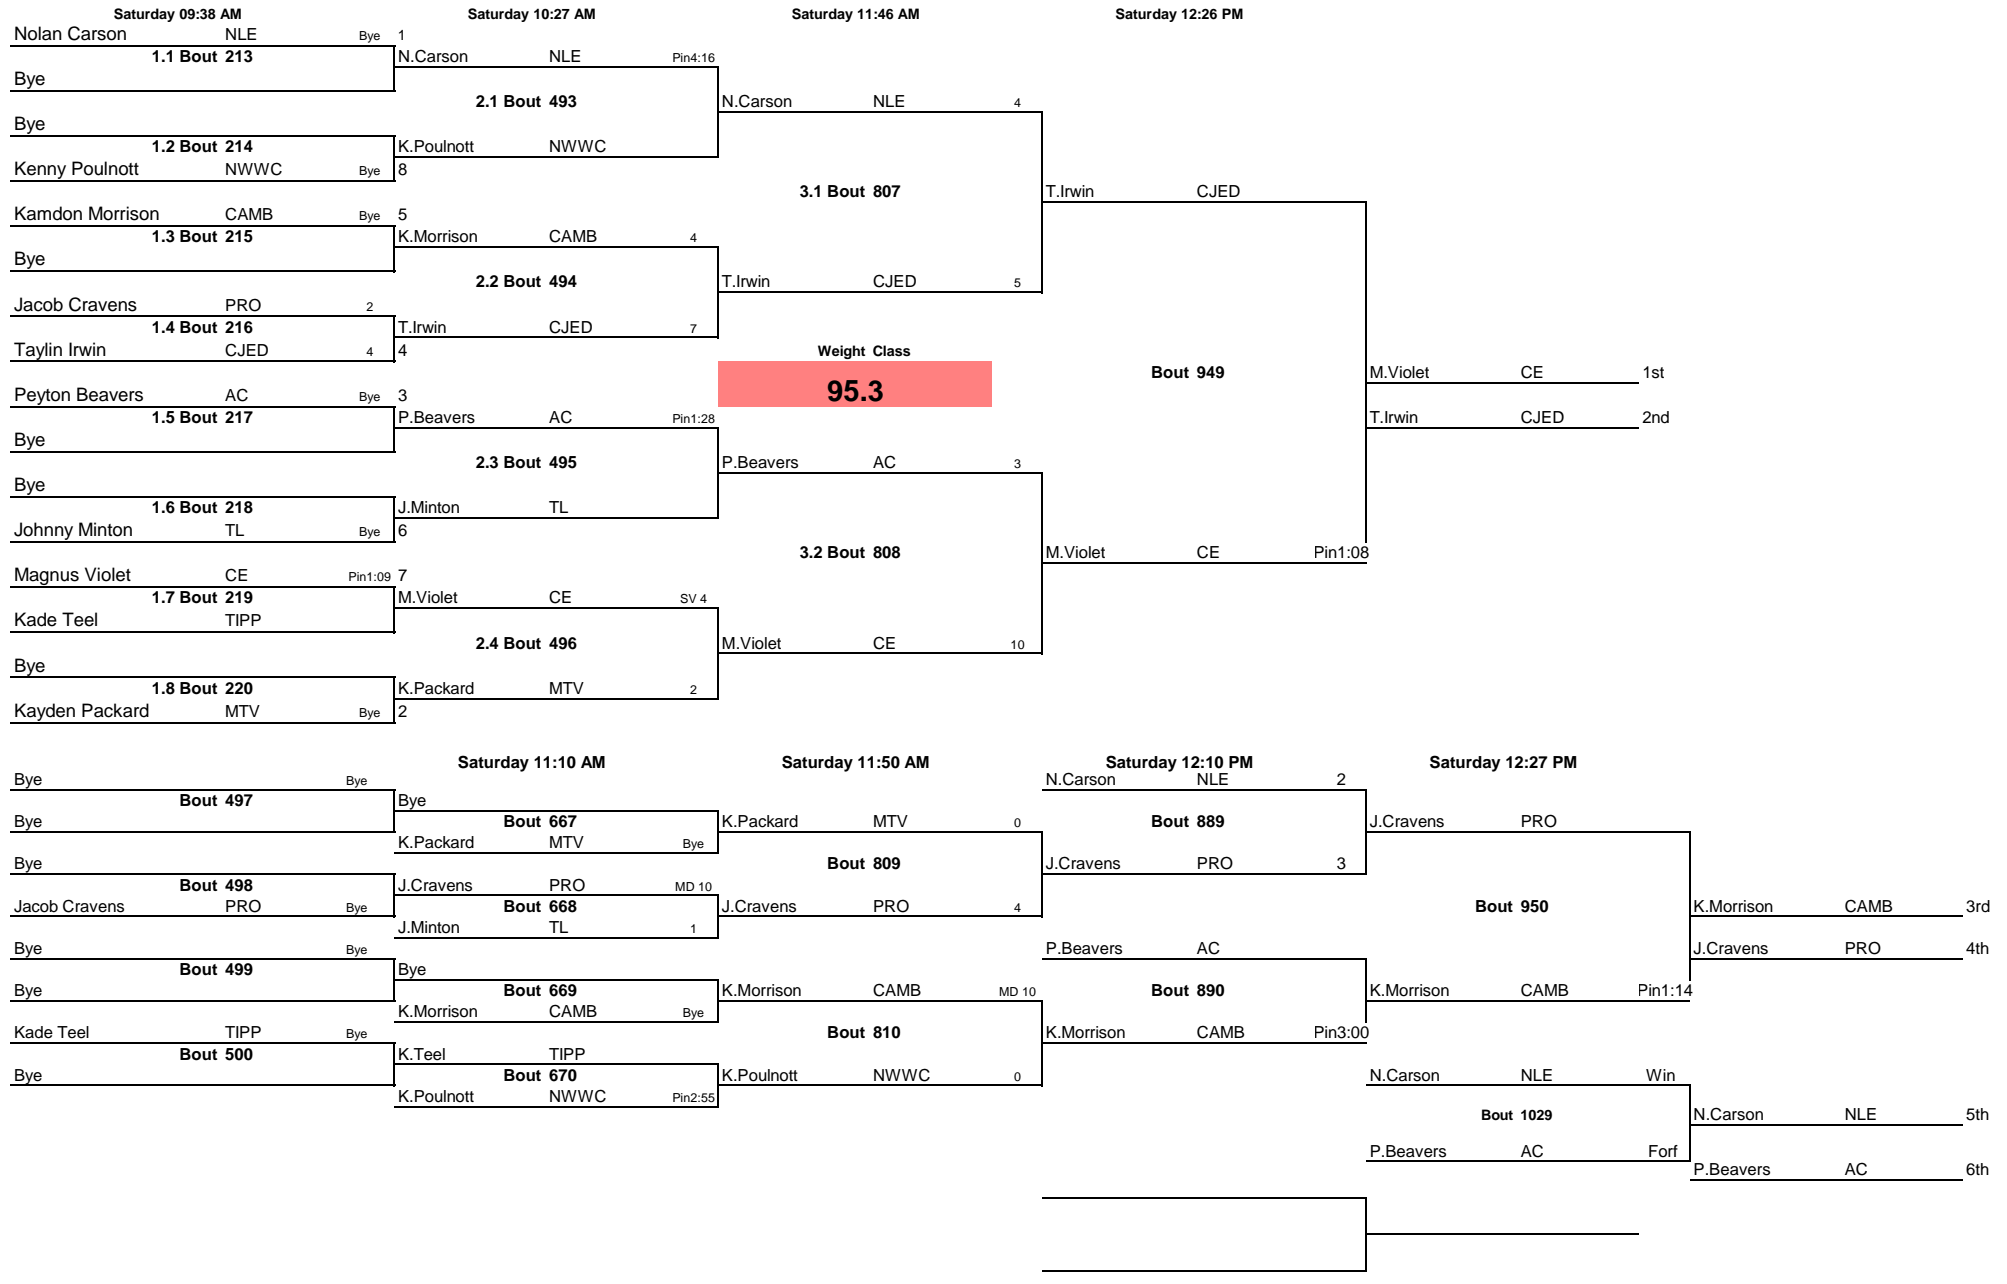 Saturday 09:38 AM Saturday 10:27 AM Saturday 11:46 AM Saturday 12:26 PM
Nolan Carson NLE Bye 1
1.1 Bout 213 N.Carson NLE Pin4:16
Bye
2.1 Bout 493 N.Carson NLE 4
Bye
1.2 Bout 214 K.Poulnott NWWC
Kenny Poulnott NWWC Bye 8
3.1 Bout 807 T.Irwin CJED
Kamdon Morrison CAMB Bye 5
1.3 Bout 215 K.Morrison CAMB 4
Bye
2.2 Bout 494 T.Irwin CJED 5
Jacob Cravens PRO 2
1.4 Bout 216 T.Irwin CJED 7
Taylin Irwin CJED 4 4 Weight Class
Bout 949 M.Violet CE 1st
Peyton Beavers AC Bye 3 95.3
1.5 Bout 217 P.Beavers AC Pin1:28 T.Irwin CJED 2nd
Bye
2.3 Bout 495 P.Beavers AC 3
Bye
1.6 Bout 218 J.Minton TL
Johnny Minton TL Bye 6
3.2 Bout 808 M.Violet CE Pin1:08
Magnus Violet CE Pin1:09 7
1.7 Bout 219 M.Violet CE SV 4
Kade Teel TIPP
2.4 Bout 496 M.Violet CE 10
Bye
1.8 Bout 220 K.Packard MTV 2
Kayden Packard MTV Bye 2
Saturday 11:10 AM Saturday 11:50 AM Saturday 12:10 PM Saturday 12:27 PM
Bye Bye N.Carson NLE 2
Bout 497 Bye
Bye Bout 667 K.Packard MTV 0 Bout 889 J.Cravens PRO
K.Packard MTV Bye
Bye Bout 809 J.Cravens PRO 3
Bout 498 J.Cravens PRO MD 10
Jacob Cravens PRO Bye Bout 668 J.Cravens PRO 4 Bout 950 K.Morrison CAMB 3rd
J.Minton TL 1
Bye Bye P.Beavers AC J.Cravens PRO 4th
Bout 499 Bye
Bye Bout 669 K.Morrison CAMB MD 10 Bout 890 K.Morrison CAMB Pin1:14
K.Morrison CAMB Bye
Kade Teel TIPP Bye Bout 810 K.Morrison CAMB Pin3:00
Bout 500 K.Teel TIPP
Bye Bout 670 K.Poulnott NWWC 0 N.Carson NLE Win
K.Poulnott NWWC Pin2:55
Bout 1029 N.Carson NLE 5th
P.Beavers AC Forf
P.Beavers AC 6th